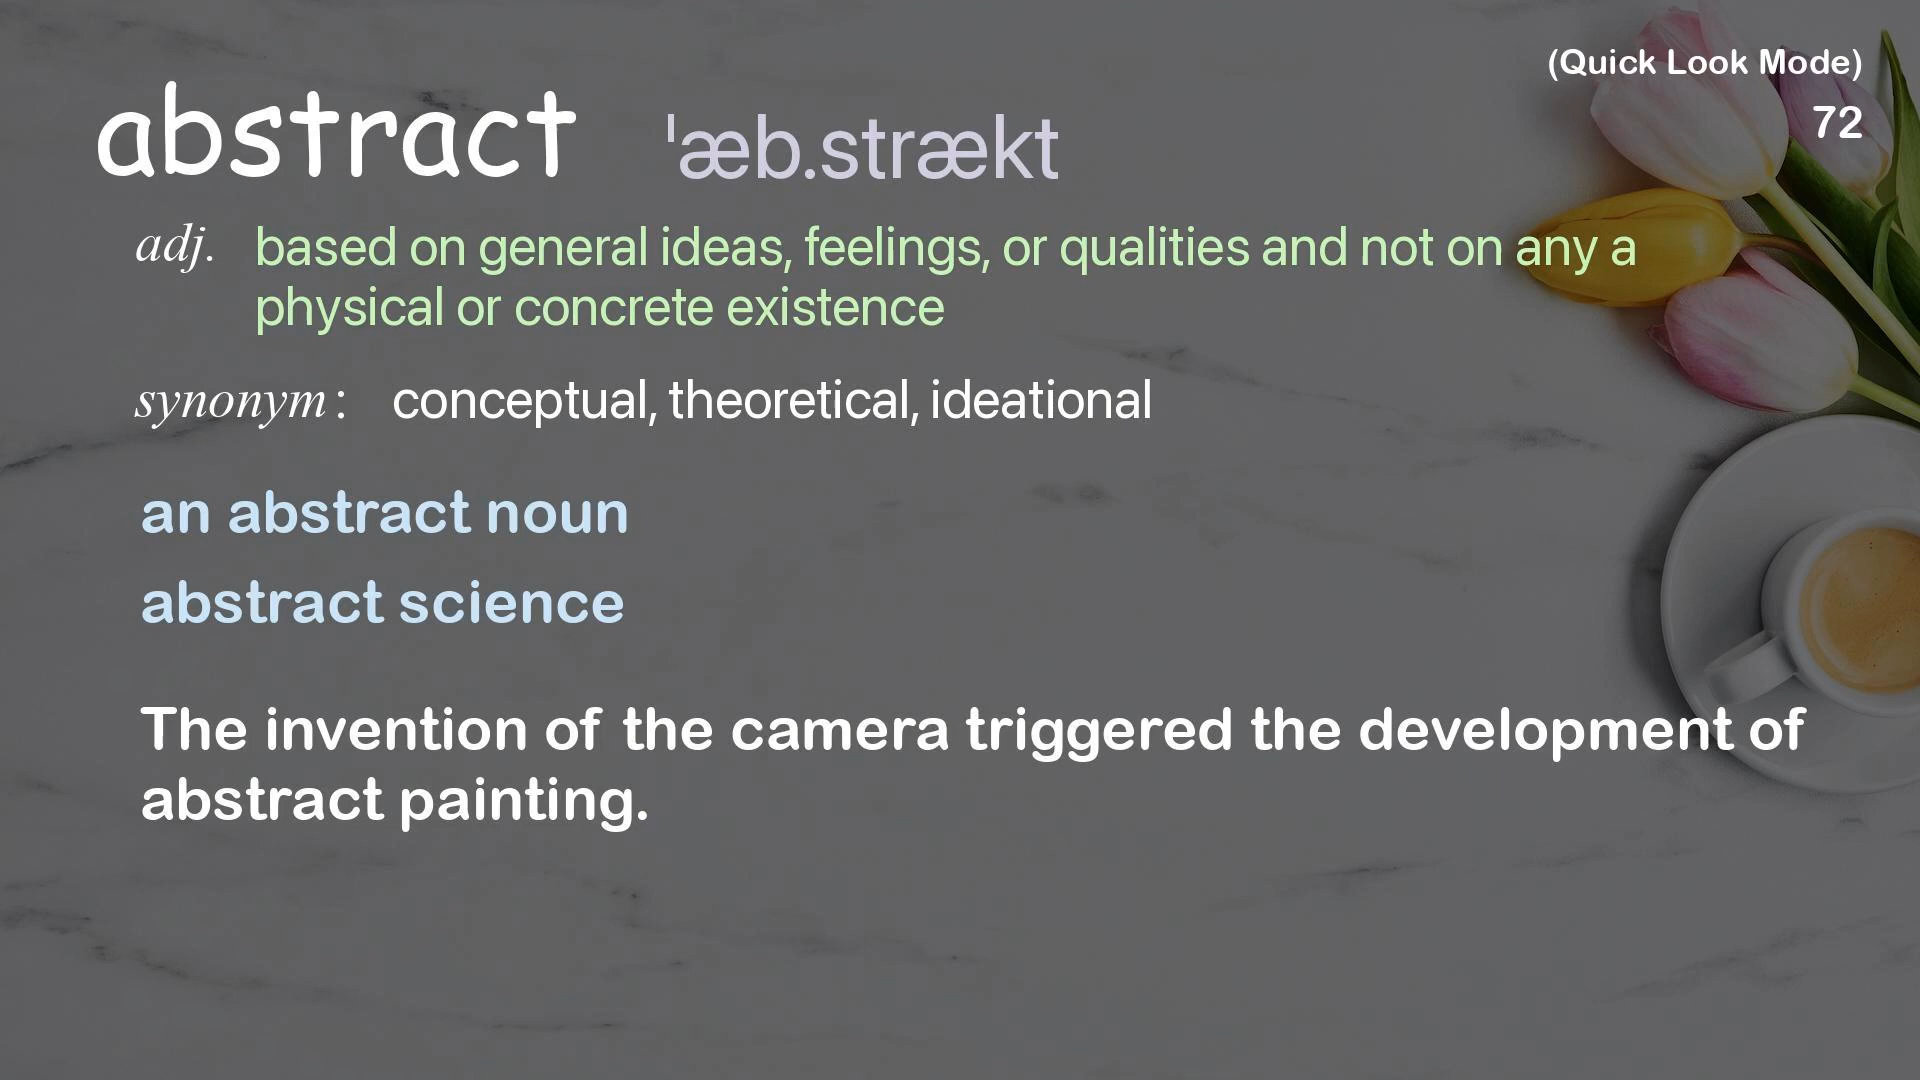 (Quick Look Mode)
72
abstract ˈæb.strækt
adj. based on general ideas, feelings, or qualities and not on any a
physical or concrete existence
synonym : conceptual, theoretical, ideational
an abstract noun
abstract science
The invention of the camera triggered the development of
abstract painting.